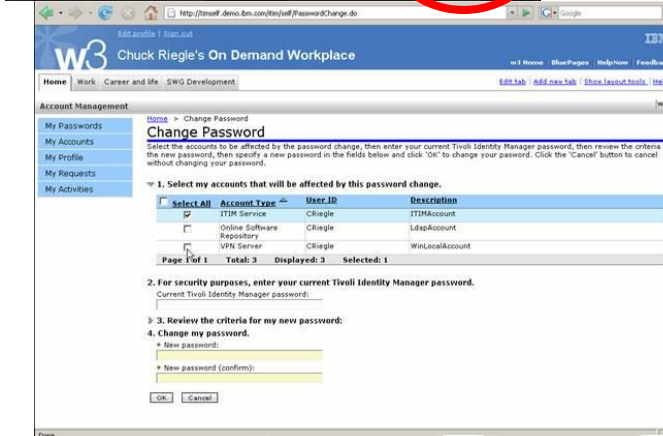 http://timself.demo.ibm.com/itim/self/PasswordChange.do
Google
Edit profile | Sign out
IBM
w3 Chuck Riegle's On Demand Workplace
w3 Home BluePages HelpNow Feedba
Home Work Career and life SWG Development
Edit tab | Add new tab | Show layout tools | Hel
Account Management
My Passwords
My Accounts
My Profile
My Requests
My Activities
Home > Change Password
Change Password
Select the accounts to be affected by the password change, then enter your current Tivoli Identity Manager password, then review the criteria
the new password, then specify a new password in the fields below and click 'OK' to change your pasword. Click the 'Cancel' button to cancel
without changing your password.
1. Select my accounts that will be affected by this password change.
Select All Account Type User ID Description
ITIM Service CRiegle ITIMAccount
Online Software Repository CRiegle LdapAccount
VPN Server CRiegle WinLocalAccount
Page 1 of 1 Total: 3 Displayed: 3 Selected: 1
2. For security purposes, enter your current Tivoli Identity Manager password.
Current Tivoli Identity Manager password:
3. Review the criteria for my new password:
4. Change my password.
* New password:
* New password (confirm):
OK Cancel
Done